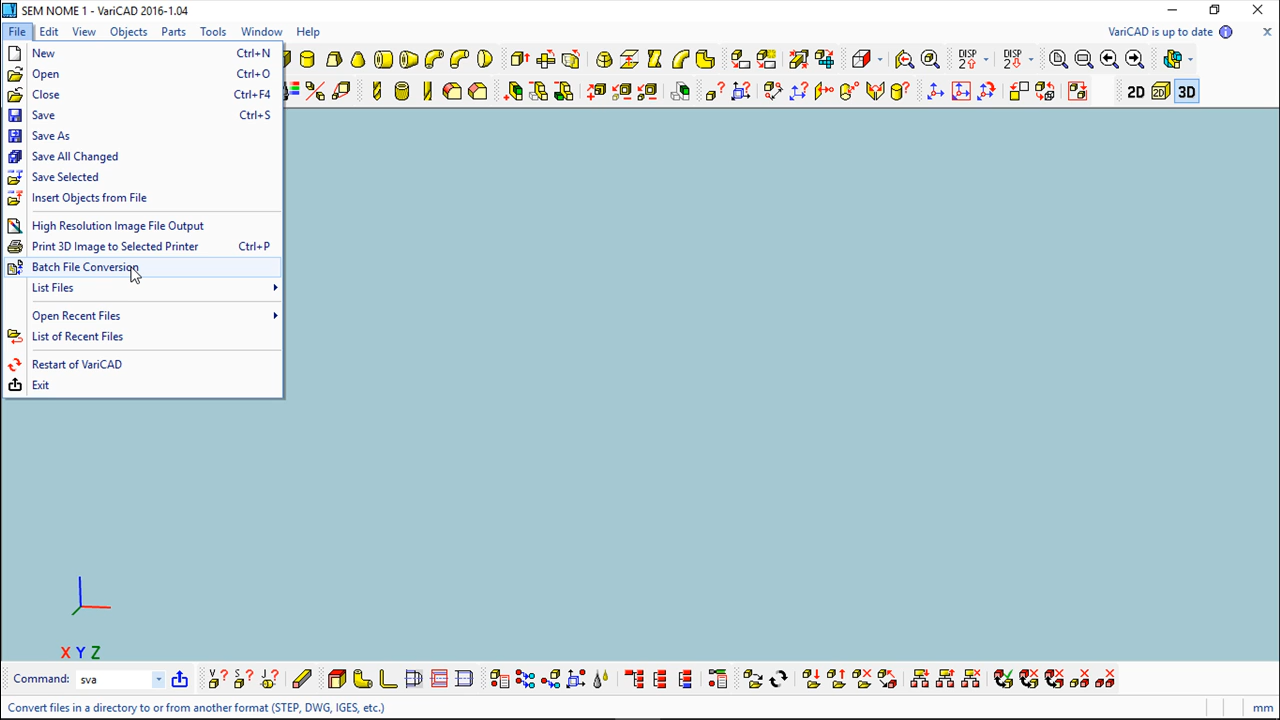 SEM NOME 1 - VariCAD 2016-1.04
File Edit View Objects Parts Tools Window Help VariCAD is up to date
New Ctrl+N
Open Ctrl+O
Close Ctrl+F4
Save Ctrl+S
Save As
Save All Changed
Save Selected
Insert Objects from File
High Resolution Image File Output
Print 3D Image to Selected Printer Ctrl+P
Batch File Conversion
List Files
Open Recent Files
List of Recent Files
Restart of VariCAD
Exit
DISP 2 DISP 2
2D 2D 3D
X Y Z
Command: sva
Convert files in a directory to or from another format (STEP, DWG, IGES, etc.) mm